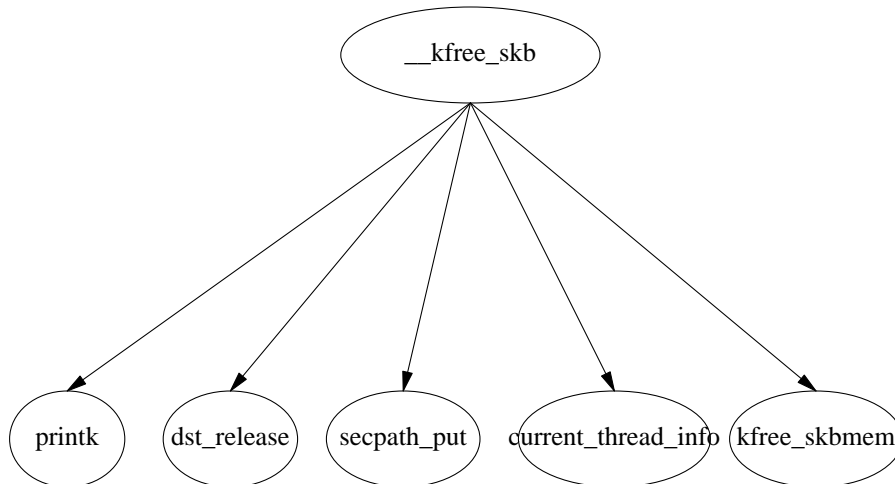 __kfree_skb
printk
dst_release
secpath_put
current_thread_info
kfree_skbmem